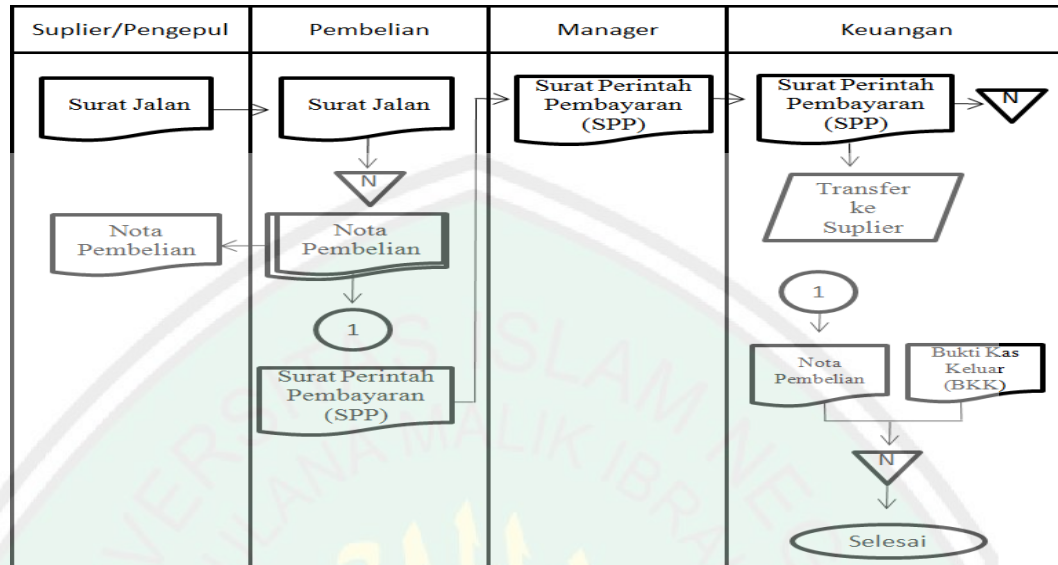 Suplier/Pengepul
Pembelian
Manager
Keuangan
Surat Jalan
Surat Jalan
N
Nota
Pembelian
Nota
Pembelian
1
Surat Perintah
Pembayaran
(SPP)
Surat Perintah
Pembayaran
(SPP)
Surat Perintah
Pembayaran
(SPP)
N
Transfer
ke
Suplier
1
Nota
Pembelian
Bukti Kas
Keluar
(BKK)
N
Selesai